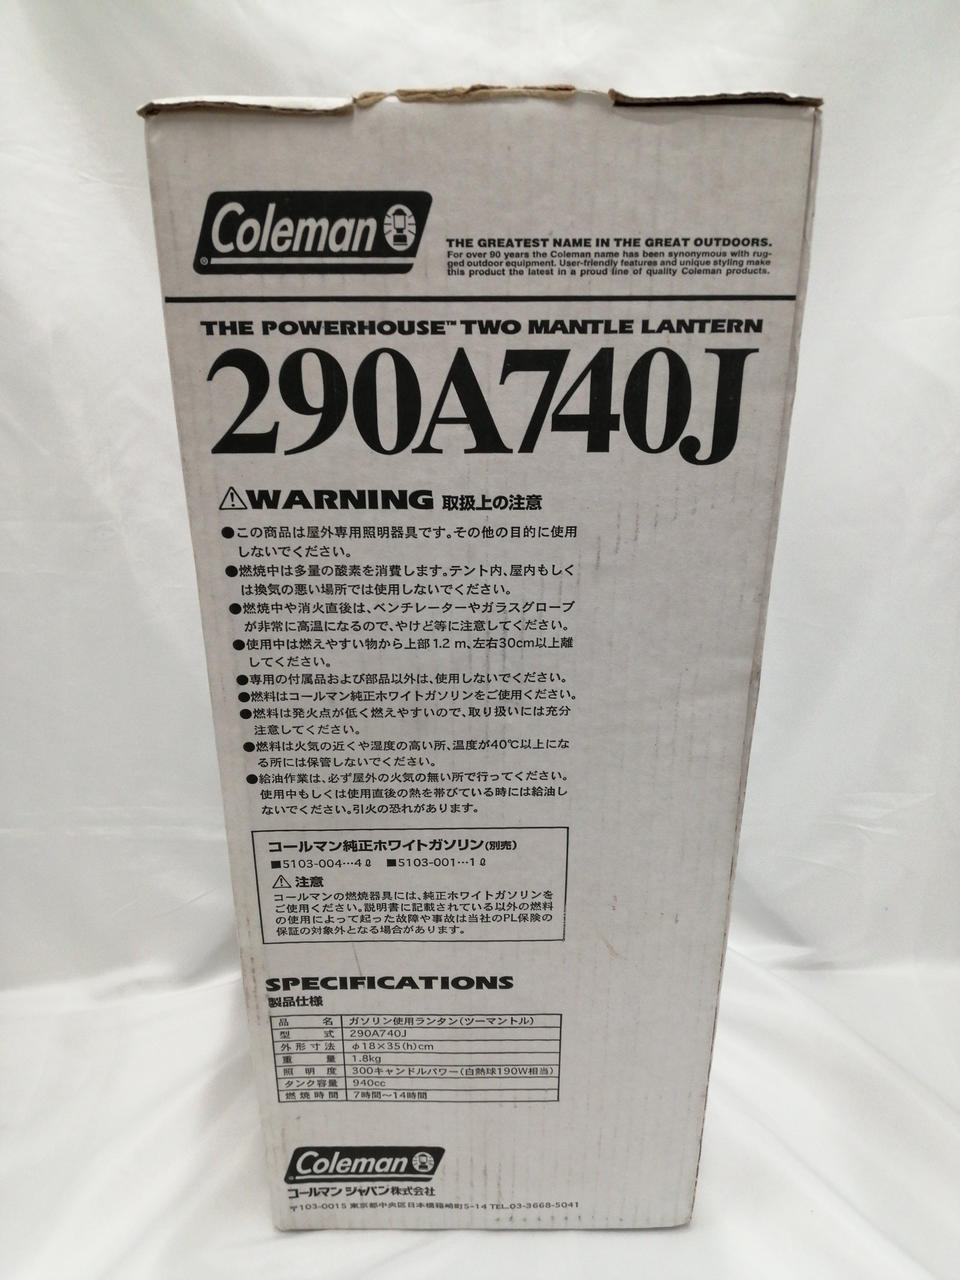 Coleman
THE GREATEST NAME IN THE GREAT OUTDOORS.
For over 90 years the Coleman name has been synonymous with rug-
ged outdoor equipment. User-friendly features and unique styling make
this product the latest in a proud line of quality Coleman products.
THE POWERHOUSE™ TWO MANTLE LANTERN
290A740J
⚠WARNING 取扱上の注意
●この商品は屋外専用照明器具です。その他の目的に使用
しないでください。
●燃焼中は多量の酸素を消費します。テント内、屋内もしく
は換気の悪い場所では使用しないでください。
●燃焼中や消火直後は、ベンチレーターやガラスグローブ
が非常に高温になるので、やけど等に注意してください。
●使用中は燃えやすい物から上部1.2 m、左右30cm以上離
してください。
●専用の付属品および部品以外は、使用しないでください。
●燃料はコールマン純正ホワイトガソリンをご使用ください。
●燃料は発火点が低く燃えやすいので、取り扱いには充分
注意してください。
●燃料は火気の近くや湿度の高い所、温度が40℃以上にな
る所には保管しないでください。
●給油作業は、必ず屋外の火気の無い所で行ってください。
使用中もしくは使用直後の熱を帯びている時には給油し
ないでください。引火の恐れがあります。
コールマン純正ホワイトガソリン(別売)
■5103-004…4ℓ ■5103-001…1ℓ
⚠注意
コールマンの燃焼器具には、純正ホワイトガソリンを
ご使用ください。説明書に記載されている以外の燃料
の使用によって起った故障や事故は当社のPL保険の
保証の対象外となる場合があります。
SPECIFICATIONS
製品仕様
品名 ガソリン使用ランタン(ツーマントル)
型式 290A740J
外形寸法 φ18×35(h)cm
重量 1.8kg
照明度 300キャンドルパワー(白熱球190W相当)
タンク容量 940cc
燃焼時間 7時間〜14時間
Coleman
コールマン ジャパン株式会社
〒103-0015 東京都中央区日本橋箱崎町5-14 TEL.03-3668-5041